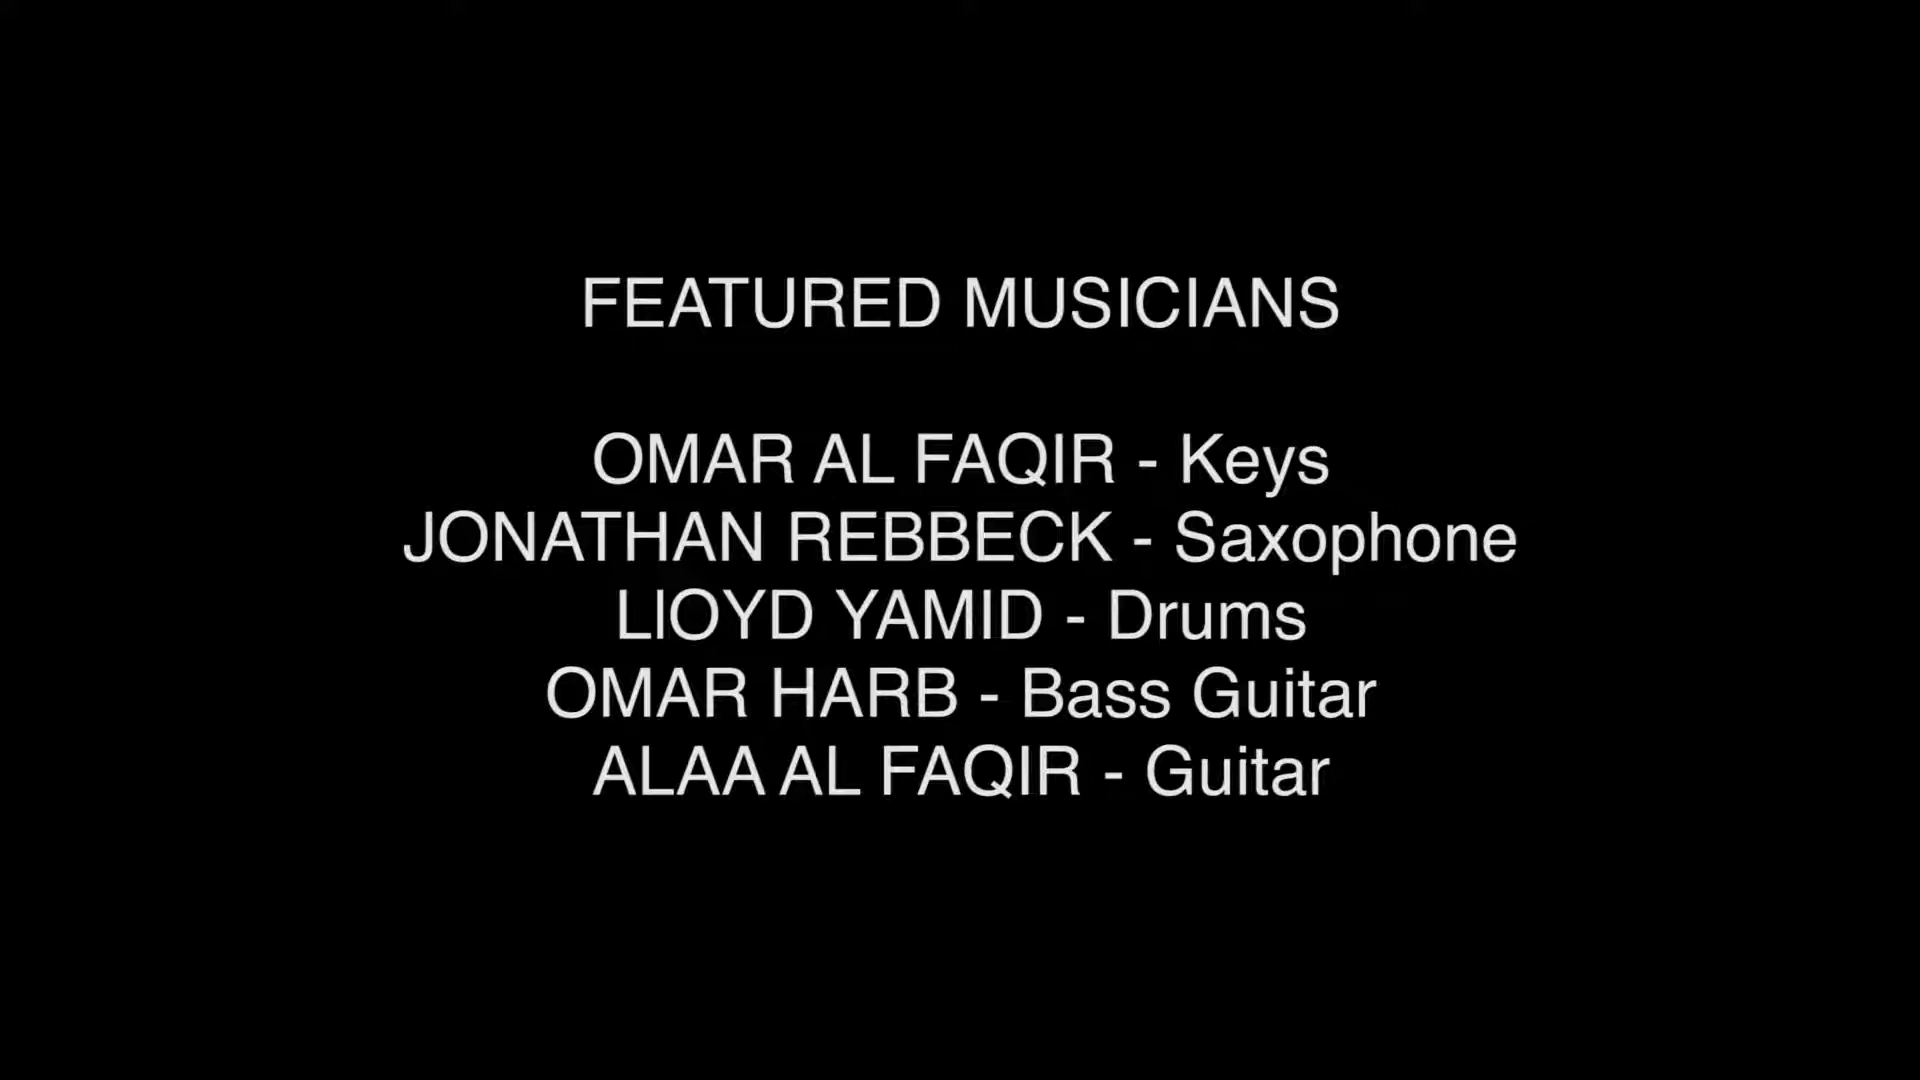 FEATURED MUSICIANS
OMAR AL FAQIR - Keys
JONATHAN REBBECK - Saxophone
LlOYD YAMID - Drums
OMAR HARB - Bass Guitar
ALAA AL FAQIR - Guitar